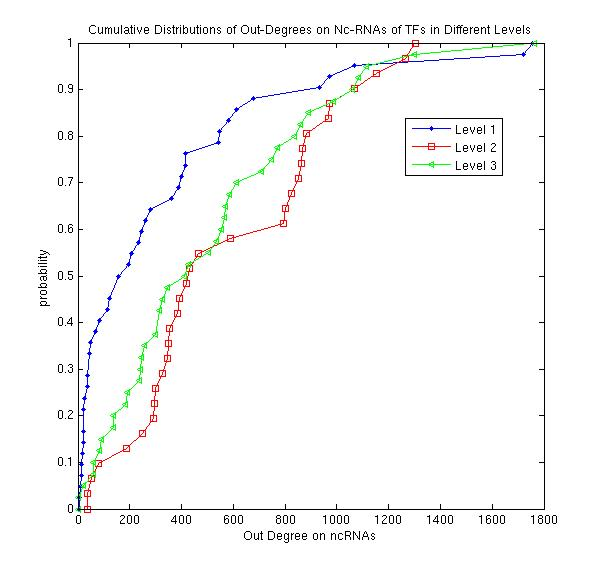 Cumulative Distributions of Out-Degrees on Nc-RNAs of TFs in Different Levels
1
0.9
0.8
0.7
0.6
0.5
0.4
0.3
0.2
0.1
0
probability
Level 1
Level 2
Level 3
0 200 400 600 800 1000 1200 1400 1600 1800
Out Degree on ncRNAs